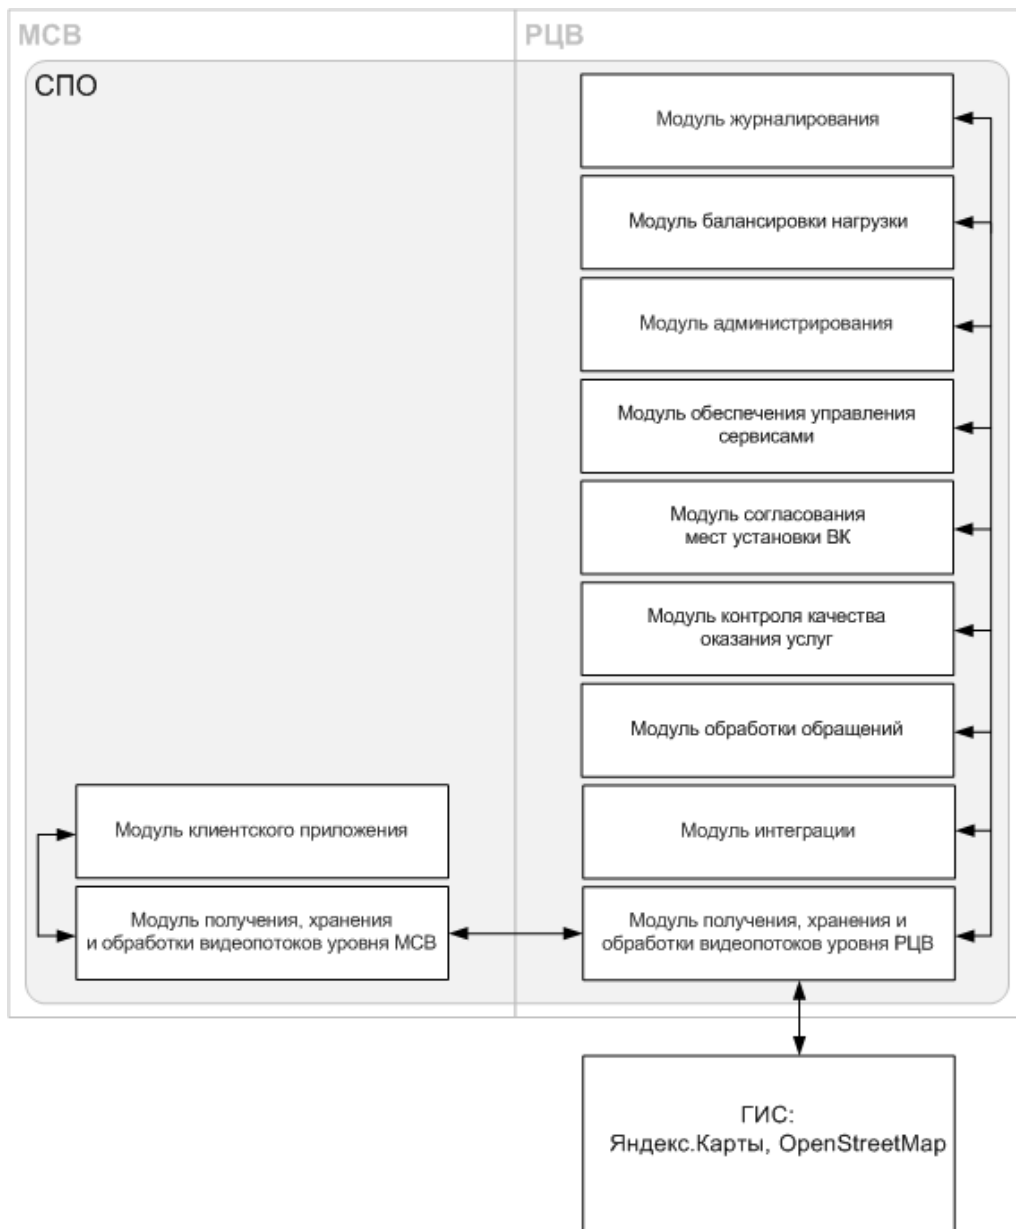 МСВ
РЦВ
СПО
Модуль журналирования
Модуль балансировки нагрузки
Модуль администрирования
Модуль обеспечения управления
сервисами
Модуль согласования
мест установки ВК
Модуль контроля качества
оказания услуг
Модуль обработки обращений
Модуль клиентского приложения
Модуль интеграции
Модуль получения, хранения
и обработки видеопотоков уровня МСВ
Модуль получения, хранения и
обработки видеопотоков уровня РЦВ
ГИС:
Яндекс.Карты, OpenStreetMap